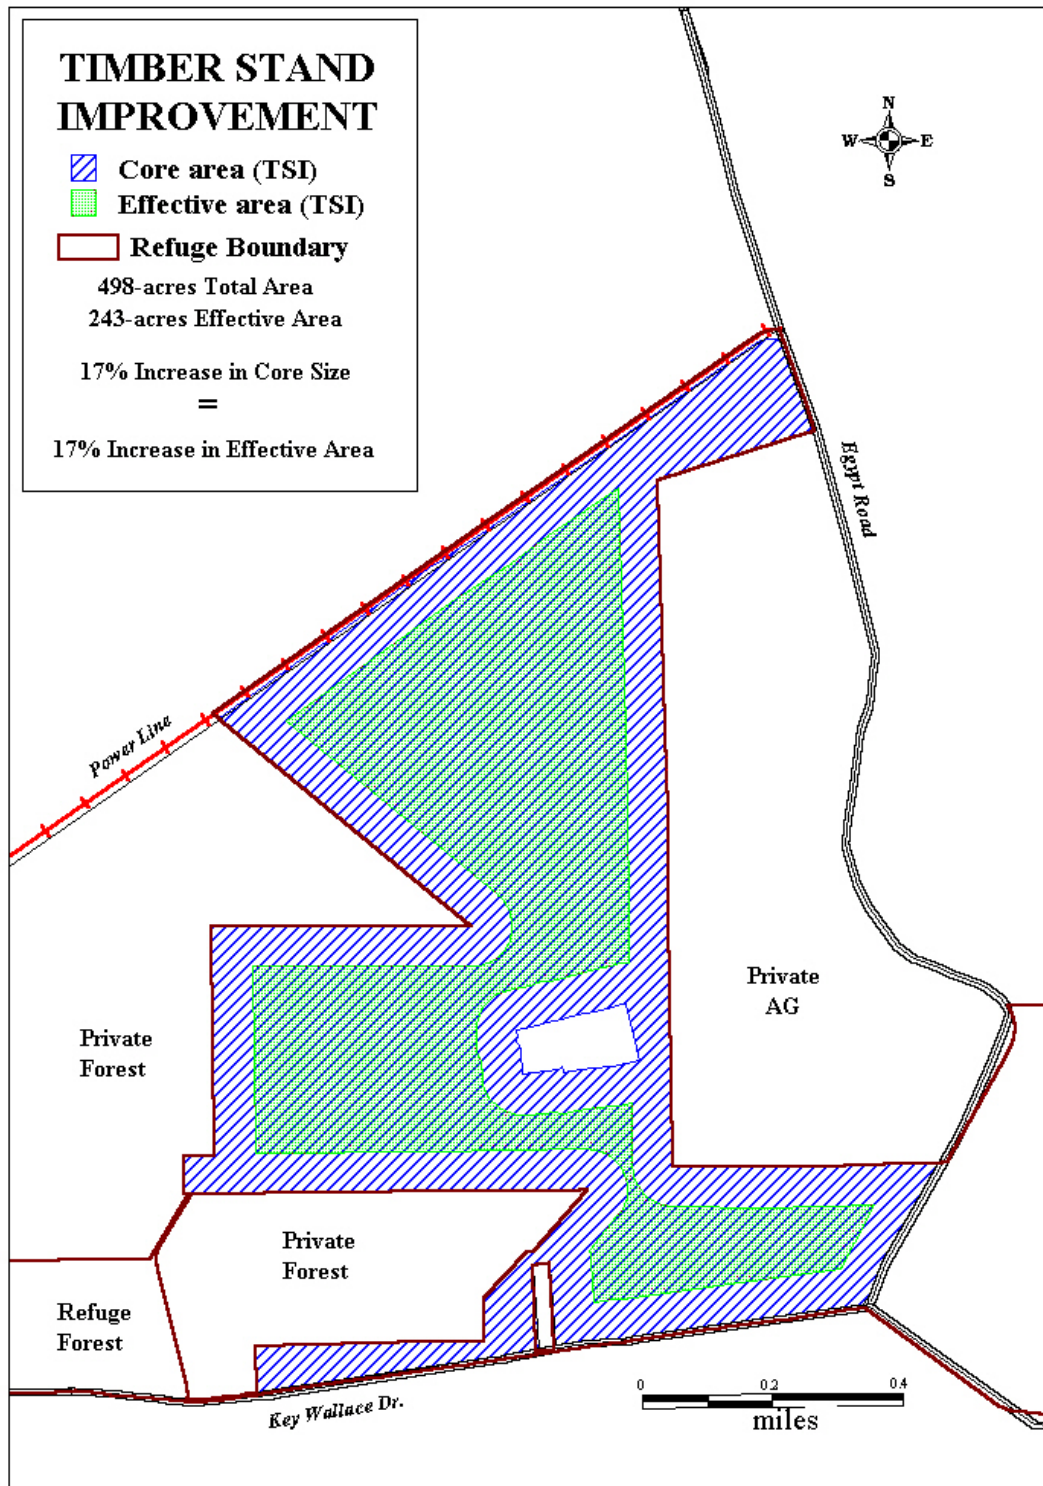 TIMBER STAND
IMPROVEMENT
Core area (TSI)
Effective area (TSI)
Refuge Boundary
498-acres Total Area
243-acres Effective Area
17% Increase in Core Size
=
17% Increase in Effective Area
N
W E
S
Egypt Road
Power Line
Private
AG
Private
Forest
Private
Forest
Refuge
Forest
Key Wallace Dr.
0 0.2 0.4
miles